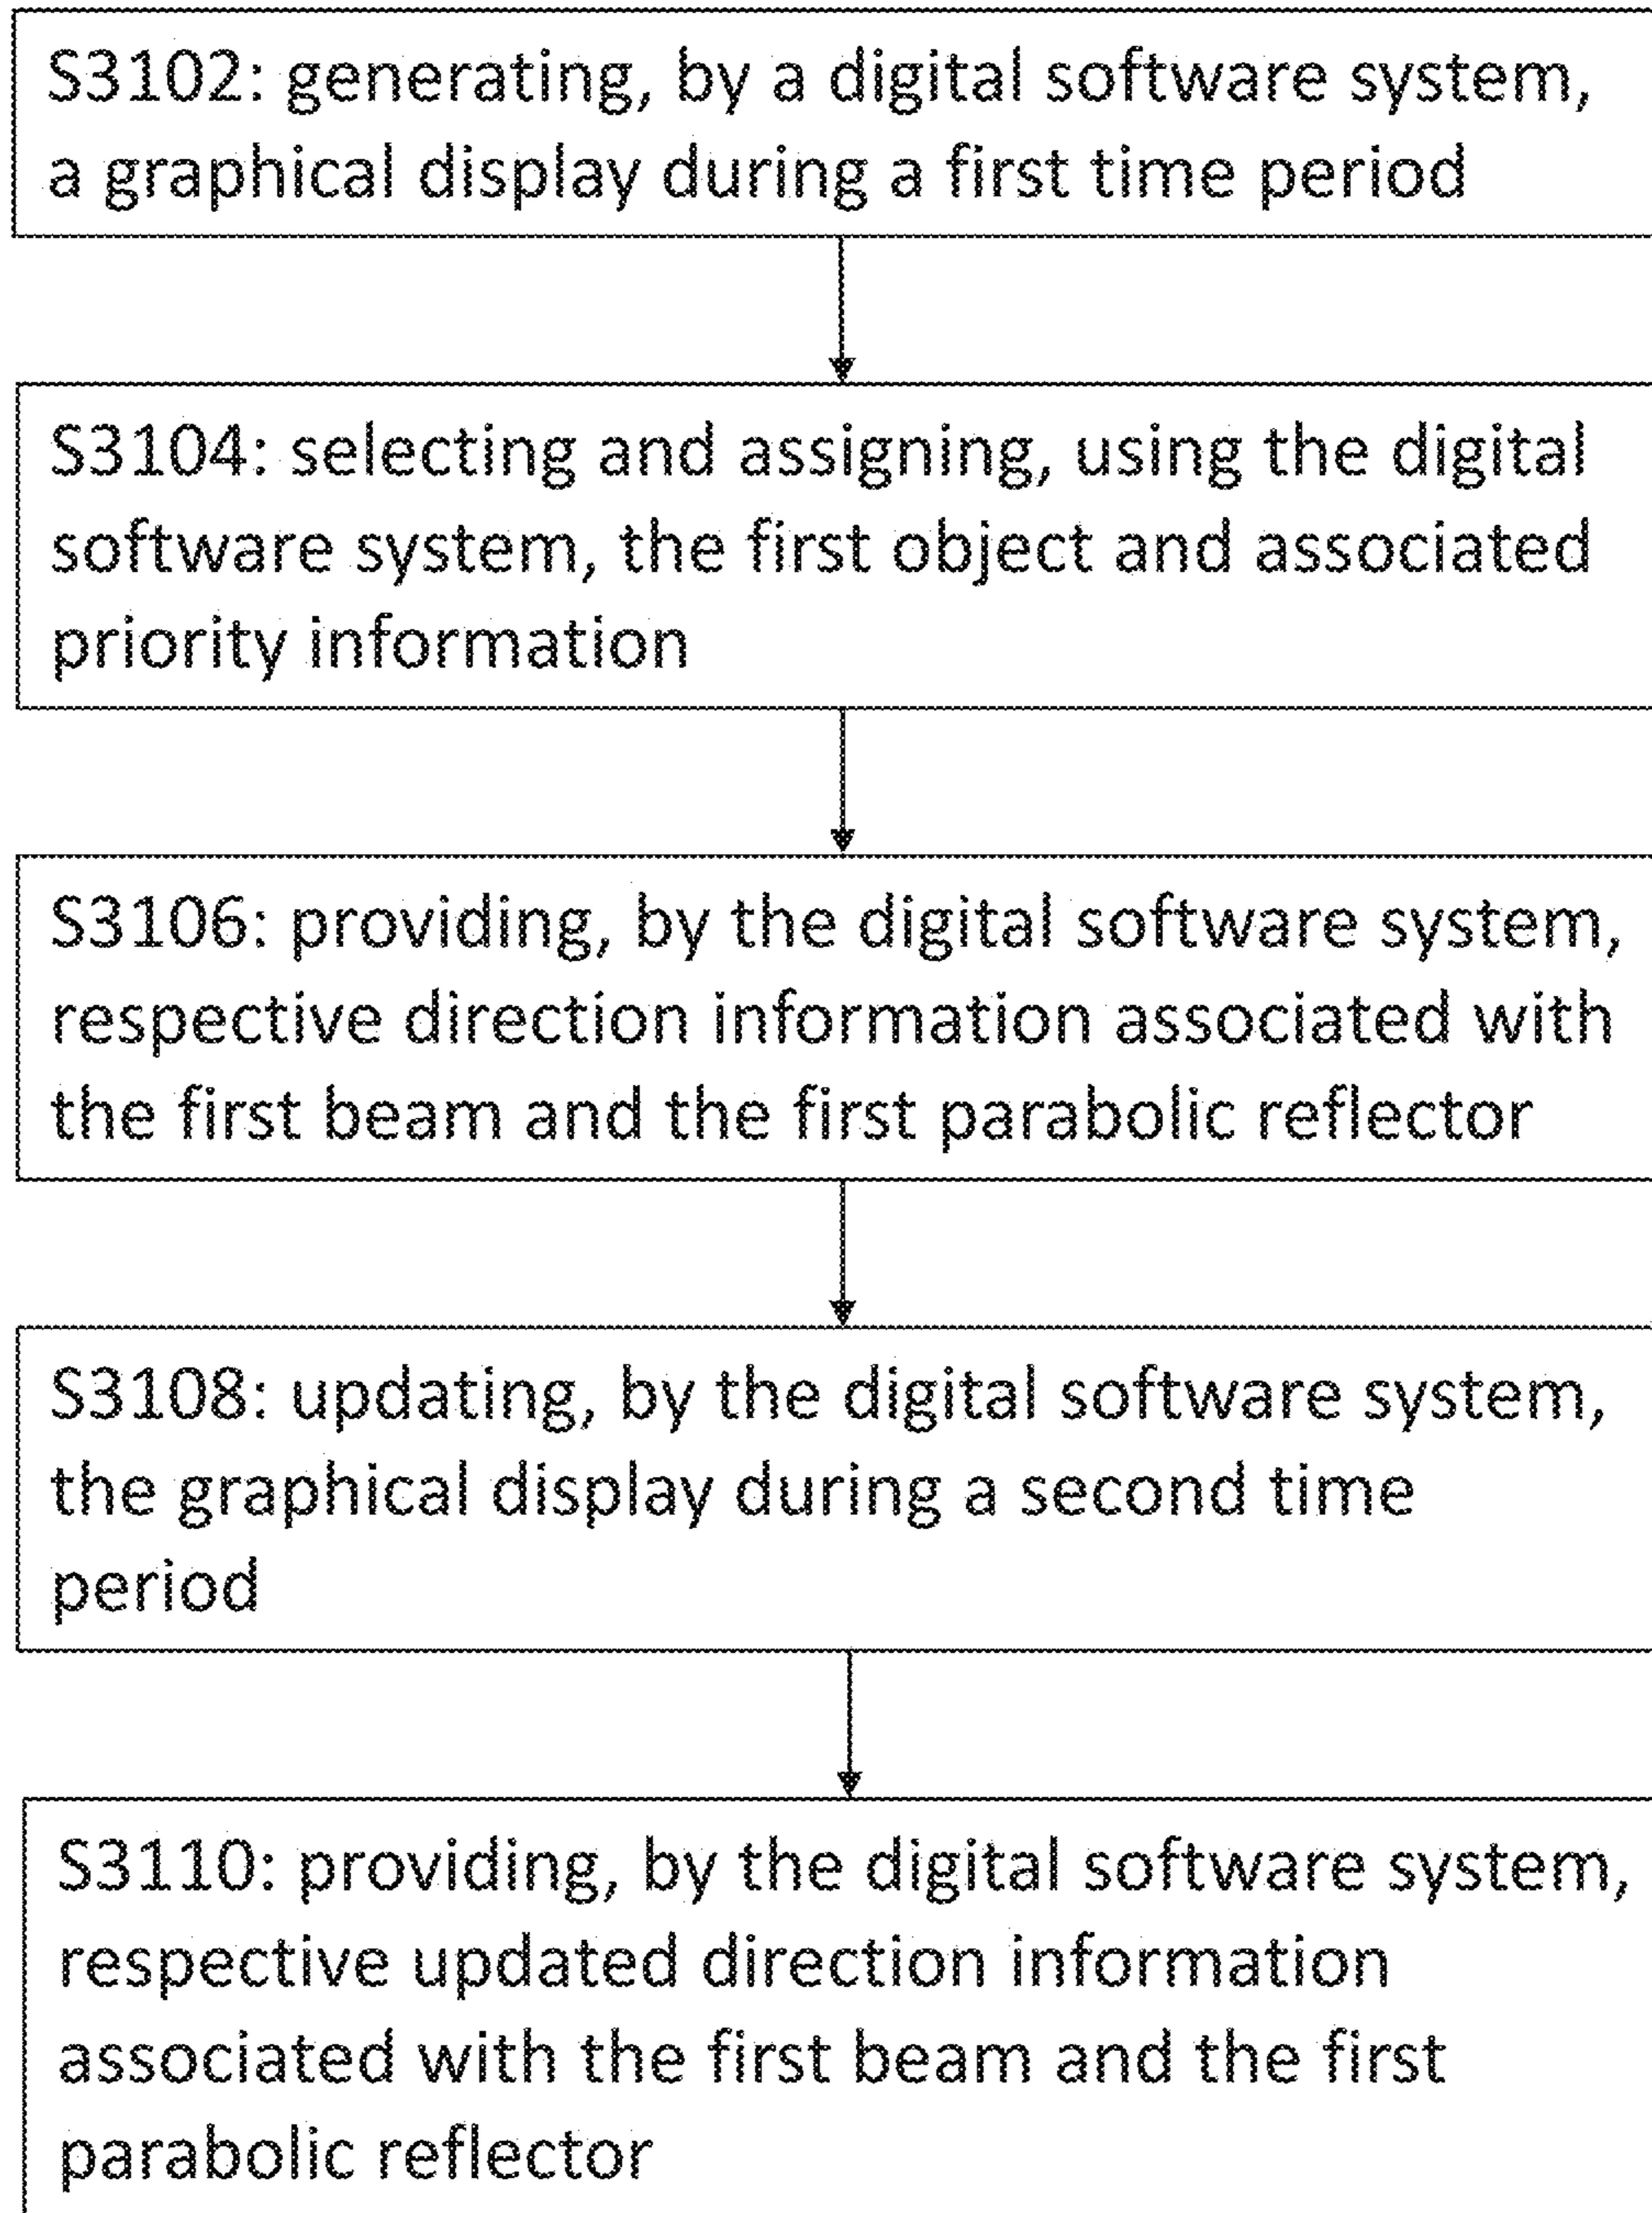 S3102: generating, by a digital software system,
a graphical display during a first time period
S3104: selecting and assigning, using the digital
software system, the first object and associated
priority information
S3106: providing, by the digital software system,
respective direction information associated with
the first beam and the first parabolic reflector
S3108: updating, by the digital software system,
the graphical display during a second time
period
S3110: providing, by the digital software system,
respective updated direction information
associated with the first beam and the first
parabolic reflector